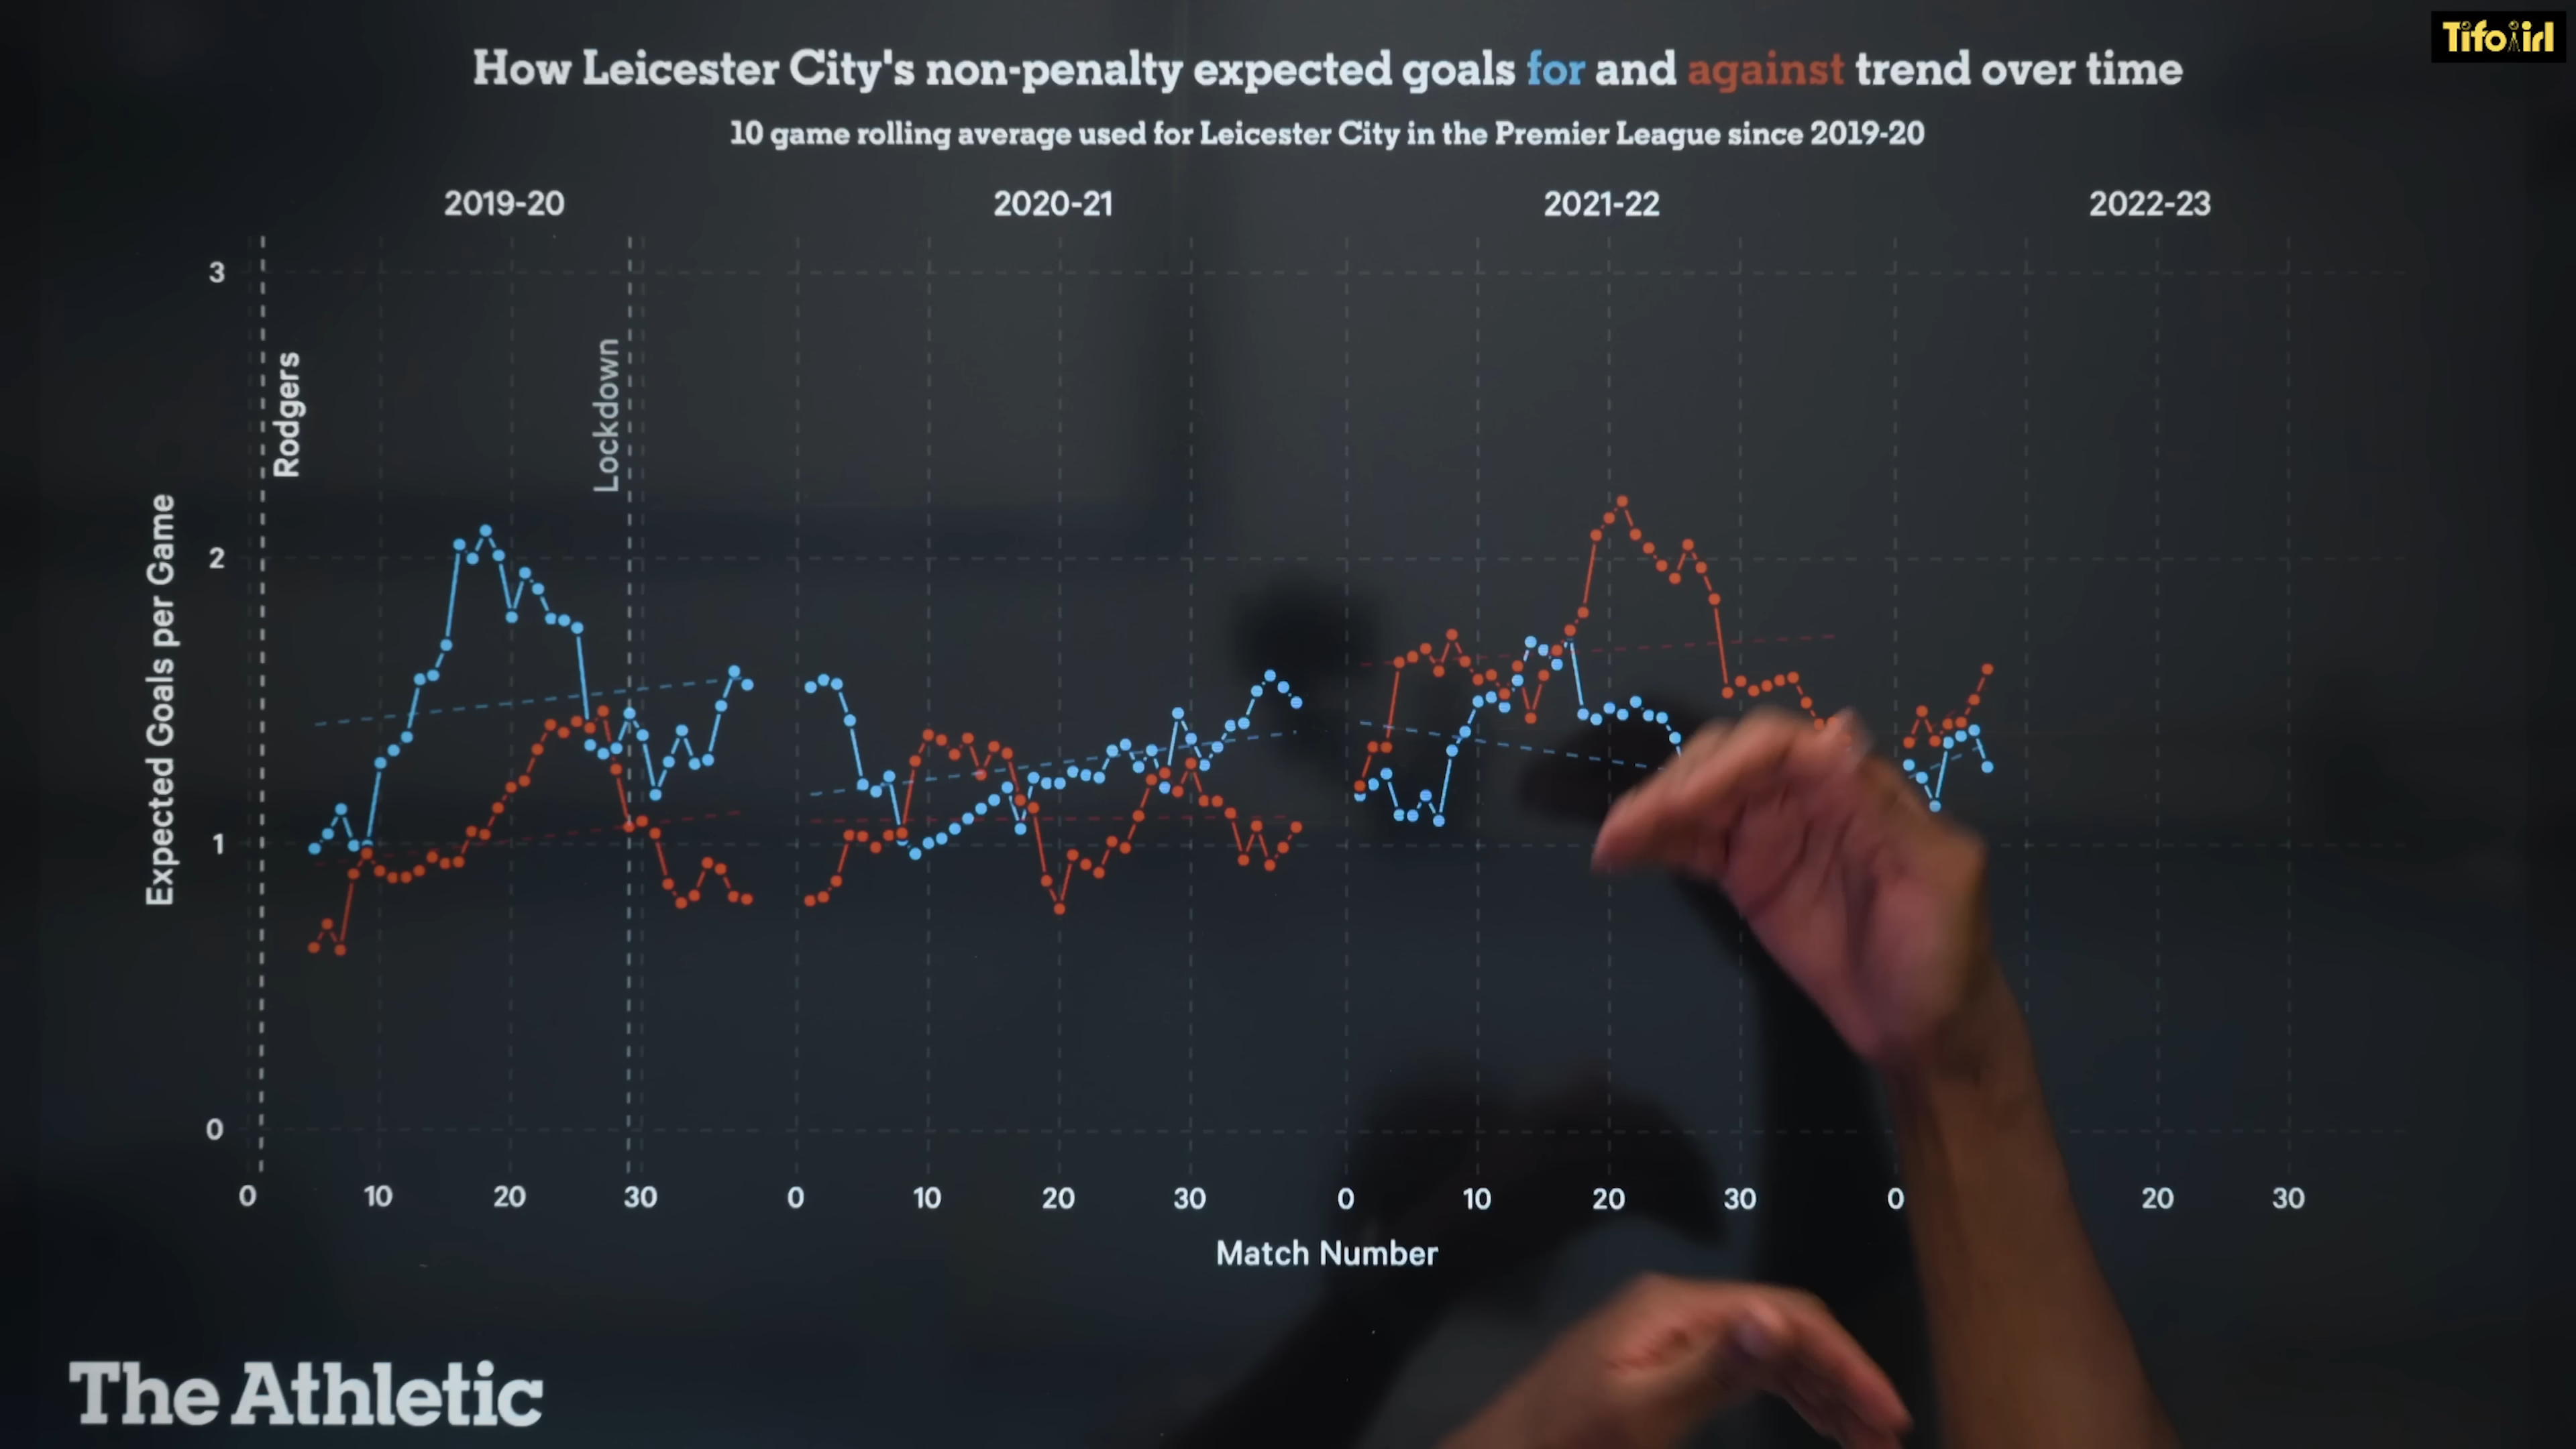 Tifo irl
How Leicester City's non-penalty expected goals for and against trend over time
10 game rolling average used for Leicester City in the Premier League since 2019-20
2019-20 2020-21 2021-22 2022-23
3
2
1
0
Expected Goals per Game
Rodgers
Lockdown
0 10 20 30 0 10 20 30 0 10 20 30 0 20 30
Match Number
The Athletic